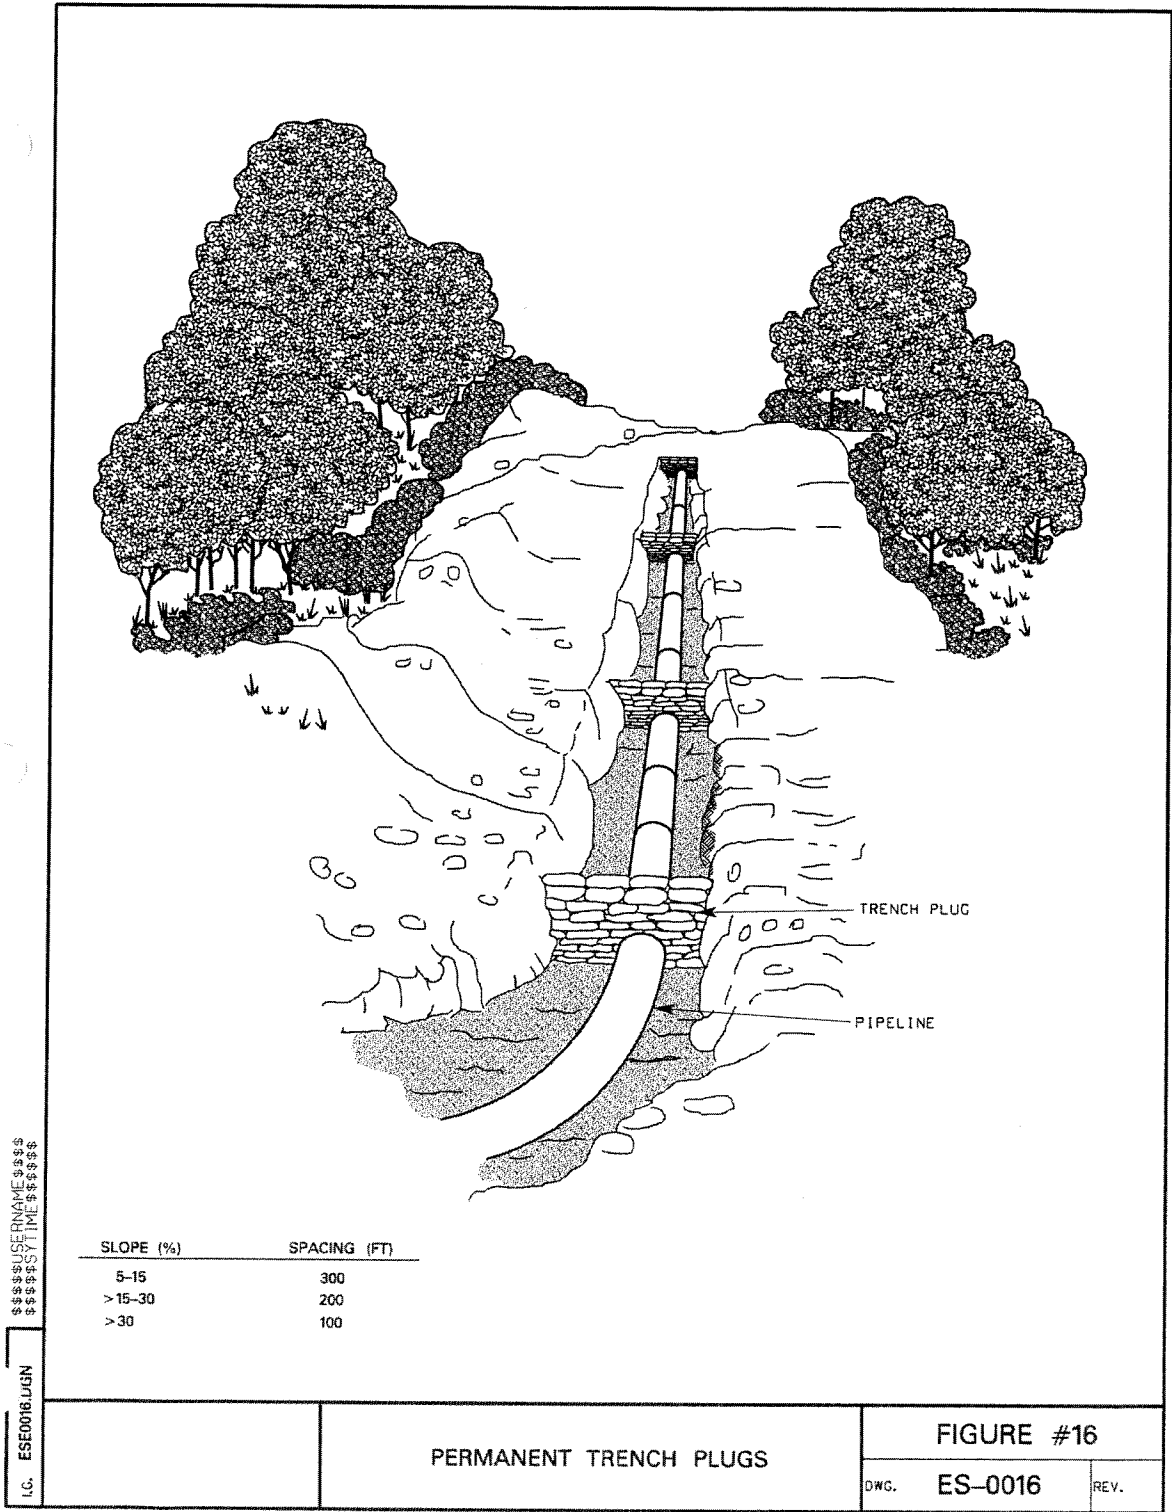 TRENCH PLUG
PIPELINE
SLOPE (%) SPACING (FT)
5-15 300
>15-30 200
>30 100
$$$$$USERNAME$$$$
$$$$$SYTIME$$$$$$$
I.G. ESE0016.DGN
PERMANENT TRENCH PLUGS
FIGURE #16
DWG. ES-0016 REV.